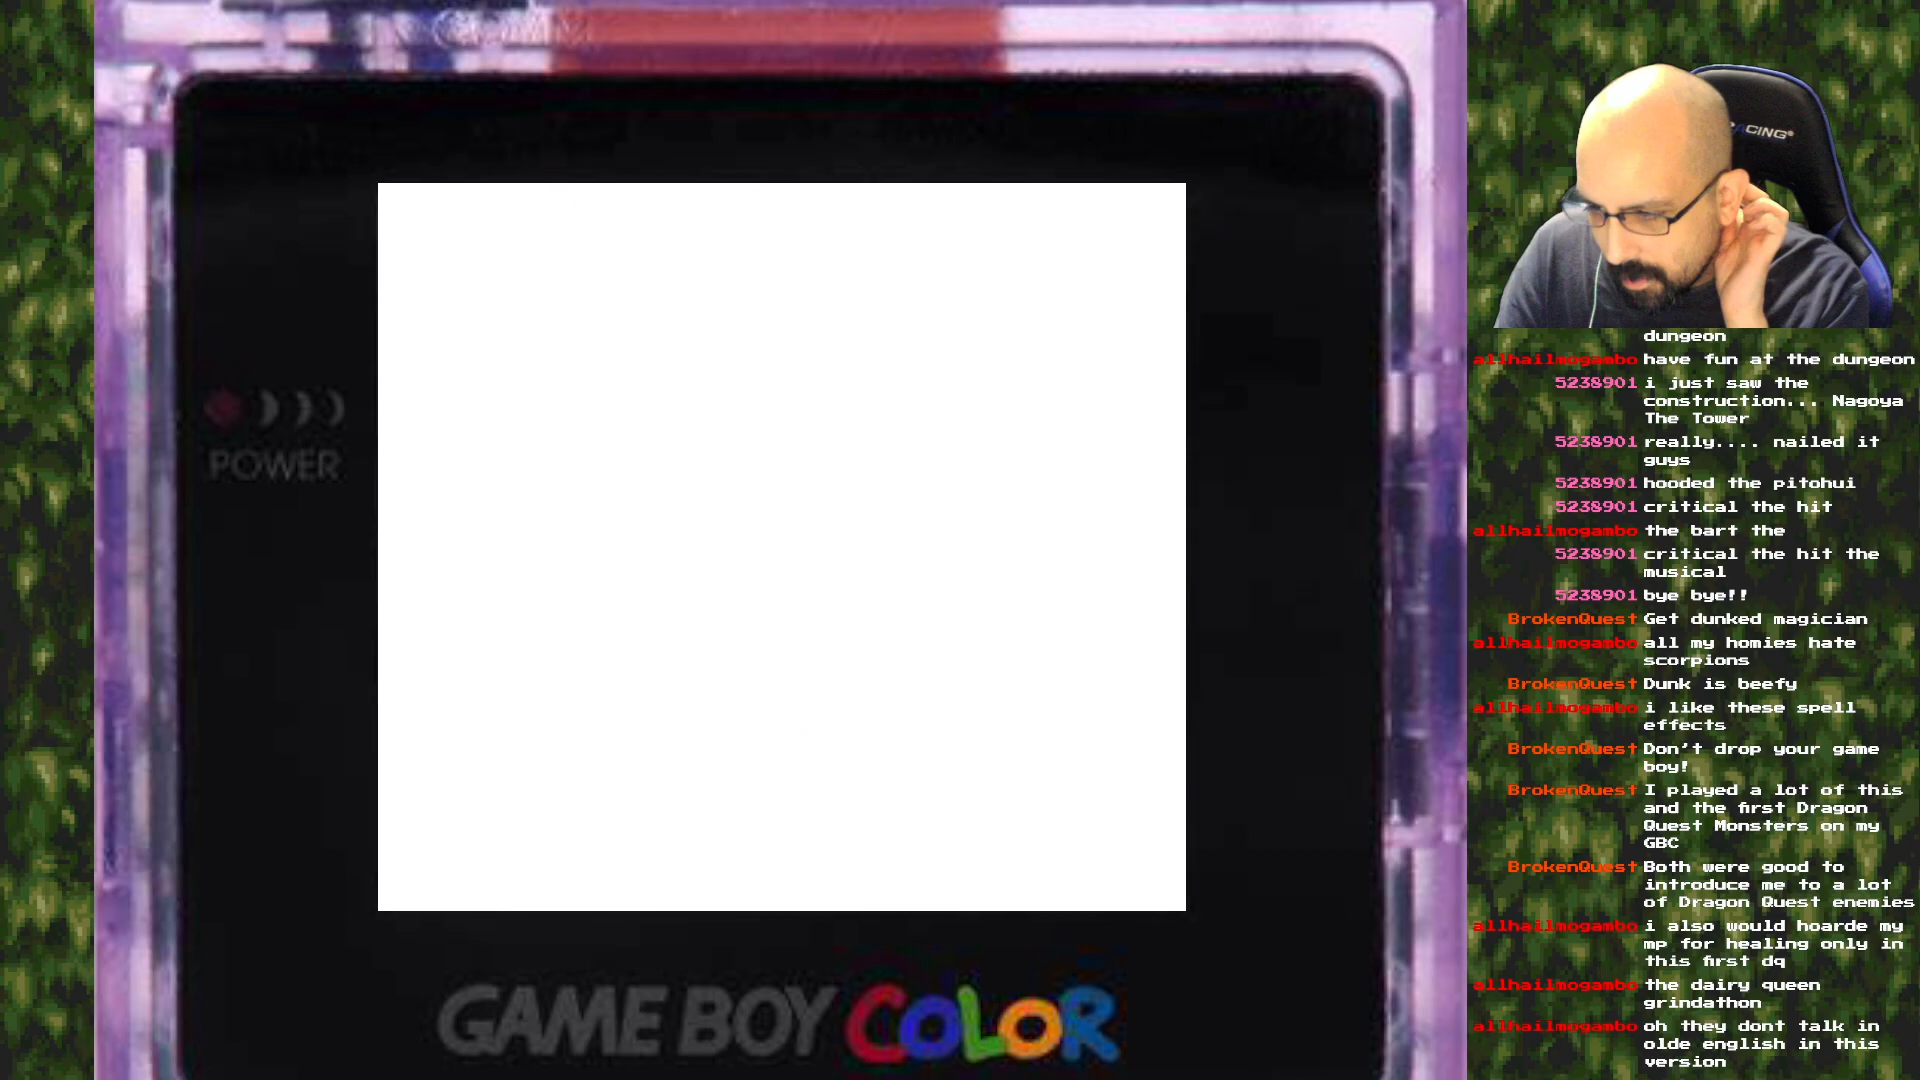 RACING
dungeon
allhailmogambo have fun at the dungeon
5238901 i just saw the
construction... Nagoya
The Tower
5238901 really.... nailed it
guys
5238901 hooded the pitohui
5238901 critical the hit
allhailmogambo the bart the
5238901 critical the hit the
musical
5238901 bye bye!!
BrokenQuest Get dunked magician
allhailmogambo all my homies hate
scorpions
BrokenQuest Dunk is beefy
allhailmogambo i like these spell
effects
BrokenQuest Don't drop your game
boy!
BrokenQuest I played a lot of this
and the first Dragon
Quest Monsters on my
GBC
BrokenQuest Both were good to
introduce me to a lot
of Dragon Quest enemies
allhailmogambo i also would hoarde my
mp for healing only in
this first dq
allhailmogambo the dairy queen
grindathon
allhailmogambo oh they dont talk in
olde english in this
version
POWER
GAME BOY COLOR